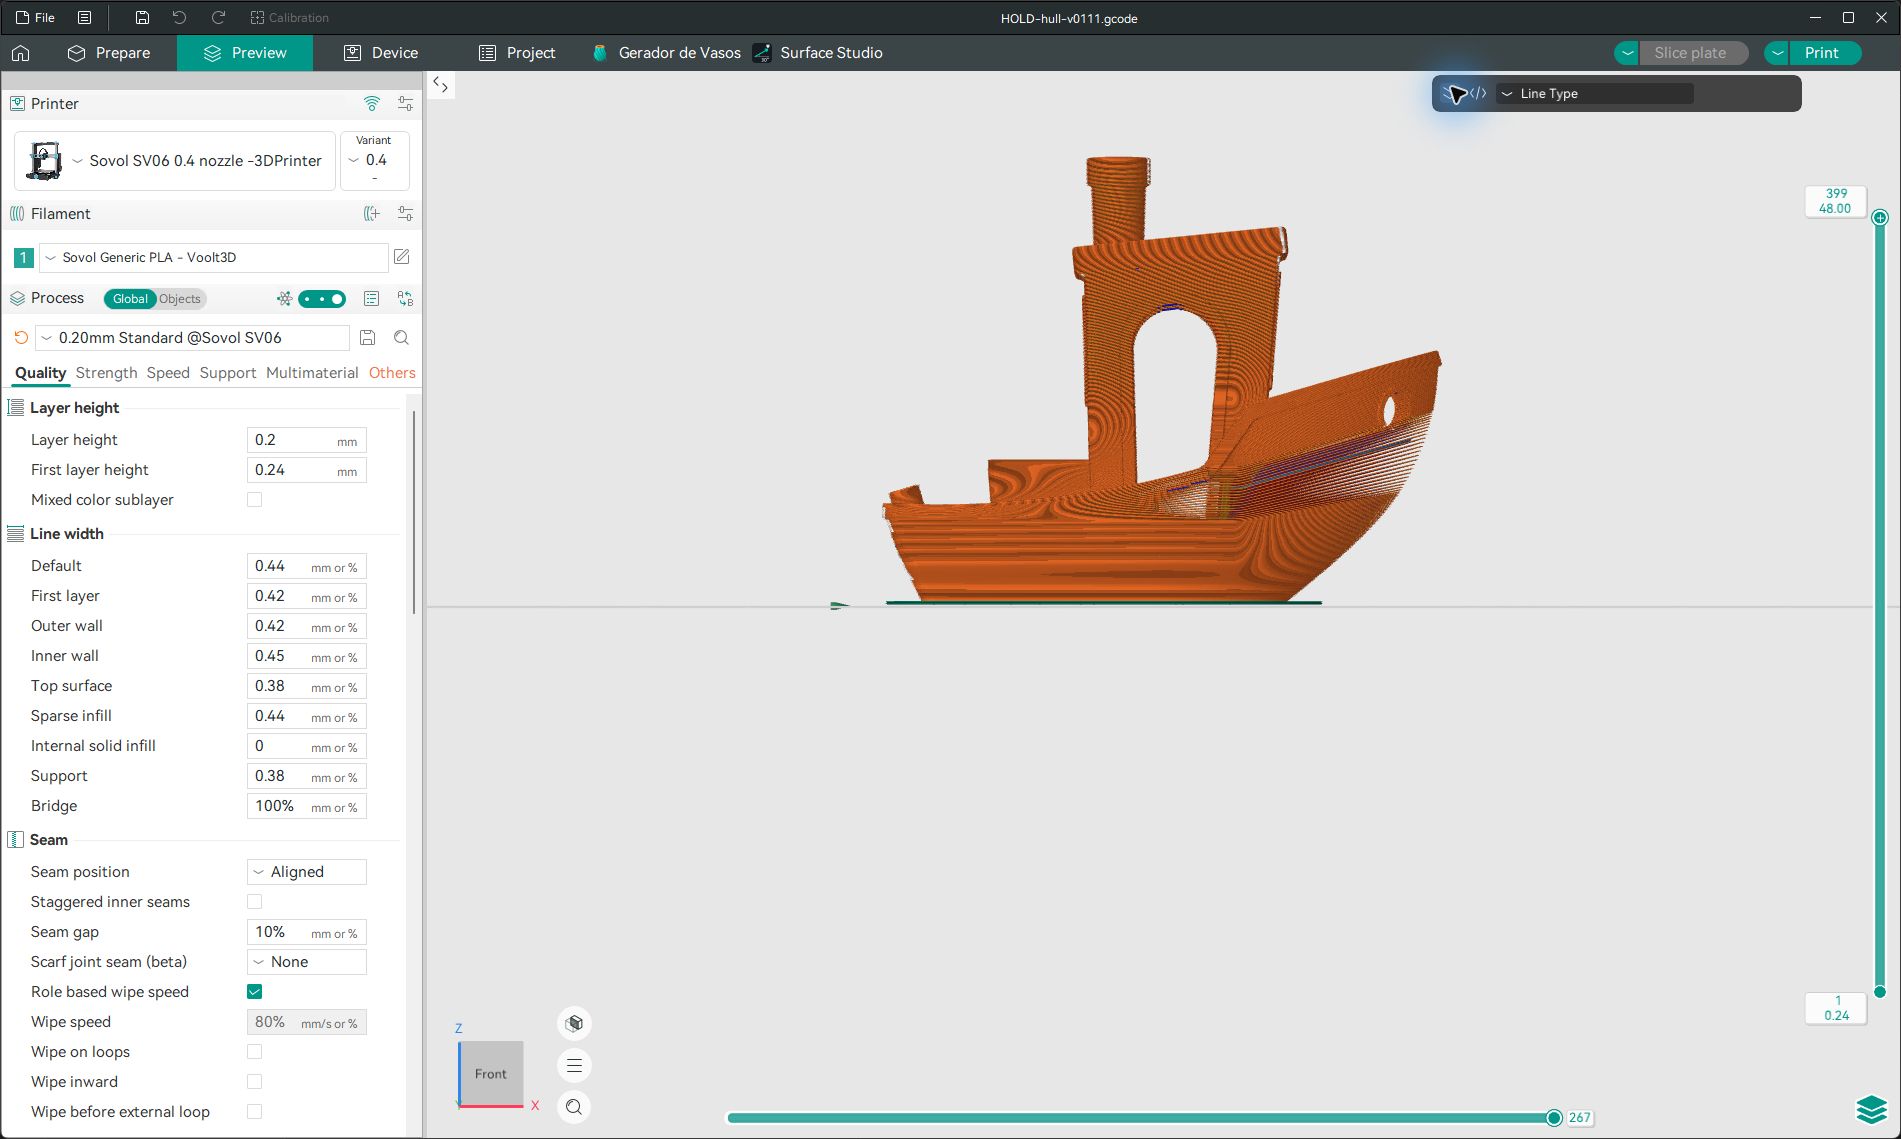 File
Calibration
HOLD-hull-v0111.gcode
Prepare
Preview
Device
Project
Gerador de Vasos
Surface Studio
Slice plate
Print
Printer
Sovol SV06 0.4 nozzle -3DPrinter
Variant
0.4
-
Filament
1
Sovol Generic PLA - Voolt3D
Process
Global
Objects
0.20mm Standard @Sovol SV06
Quality
Strength
Speed
Support
Multimaterial
Others
Layer height
Layer height 0.2 mm
First layer height 0.24 mm
Mixed color sublayer
Line width
Default 0.44 mm or %
First layer 0.42 mm or %
Outer wall 0.42 mm or %
Inner wall 0.45 mm or %
Top surface 0.38 mm or %
Sparse infill 0.44 mm or %
Internal solid infill 0 mm or %
Support 0.38 mm or %
Bridge 100% mm or %
Seam
Seam position Aligned
Staggered inner seams
Seam gap 10% mm or %
Scarf joint seam (beta) None
Role based wipe speed
Wipe speed 80% mm/s or %
Wipe on loops
Wipe inward
Wipe before external loop
Line Type
399
48.00
1
0.24
Z
Front
Y
X
267